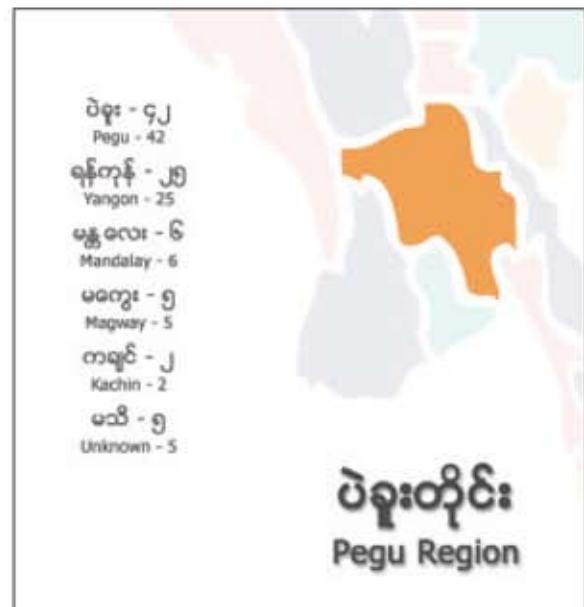 ပဲခူး - ၄၂
Pegu - 42
ရန်ကုန် - ၂၅
Yangon - 25
မန္တလေး - ၆
Mandalay - 6
မကွေး - ၅
Magway - 5
ကချင် - ၂
Kachin - 2
မသိ - ၅
Unknown - 5
ပဲခူးတိုင်း
Pegu Region